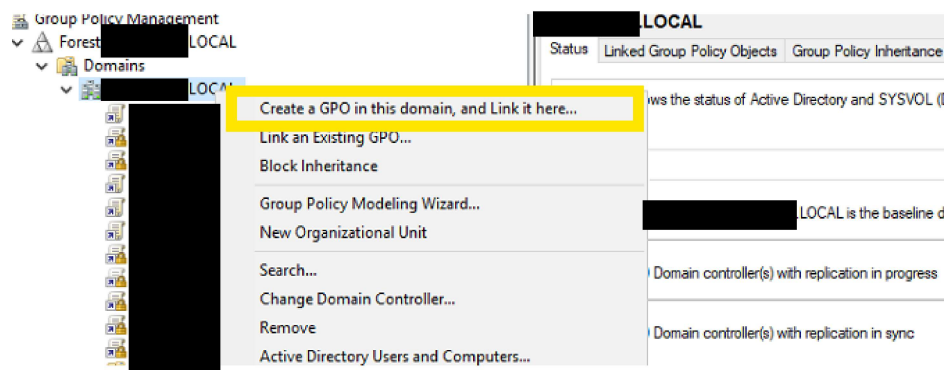 Group Policy Management
Forest LOCAL
Domains
LOCAL
Create a GPO in this domain, and Link it here...
Link an Existing GPO...
Block Inheritance
Group Policy Modeling Wizard...
New Organizational Unit
Search...
Change Domain Controller...
Remove
Active Directory Users and Computers...
.LOCAL
Status Linked Group Policy Objects Group Policy Inheritance
ws the status of Active Directory and SYSVOL (
.LOCAL is the baseline d
Domain controller(s) with replication in progress
Domain controller(s) with replication in sync